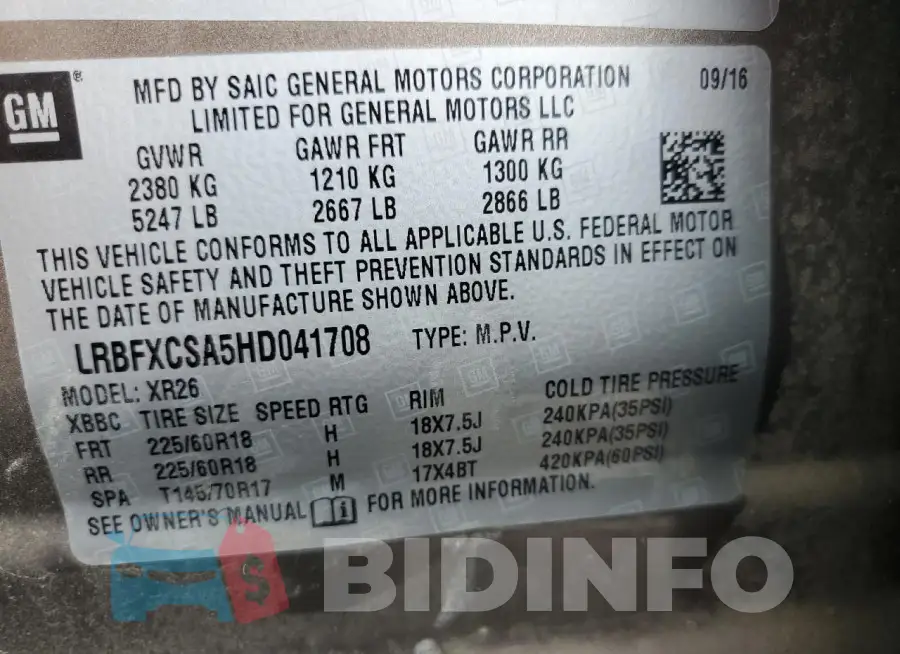 GM®
MFD BY SAIC GENERAL MOTORS CORPORATION 09/16
LIMITED FOR GENERAL MOTORS LLC
GVWR GAWR FRT GAWR RR
2380 KG 1210 KG 1300 KG
5247 LB 2667 LB 2866 LB
THIS VEHICLE CONFORMS TO ALL APPLICABLE U.S. FEDERAL MOTOR
VEHICLE SAFETY AND THEFT PREVENTION STANDARDS IN EFFECT ON
THE DATE OF MANUFACTURE SHOWN ABOVE.
LRBFXCSA5HD041708 TYPE: M.P.V.
MODEL: XR26
XBBC TIRE SIZE SPEED RTG RIM COLD TIRE PRESSURE
FRT 225/60R18 H 18X7.5J 240KPA(35PSI)
RR 225/60R18 H 18X7.5J 240KPA(35PSI)
SPA T145/70R17 M 17X4BT 420KPA(60PSI)
SEE OWNER'S MANUAL FOR MORE INFORMATION.
$ BIDINFO